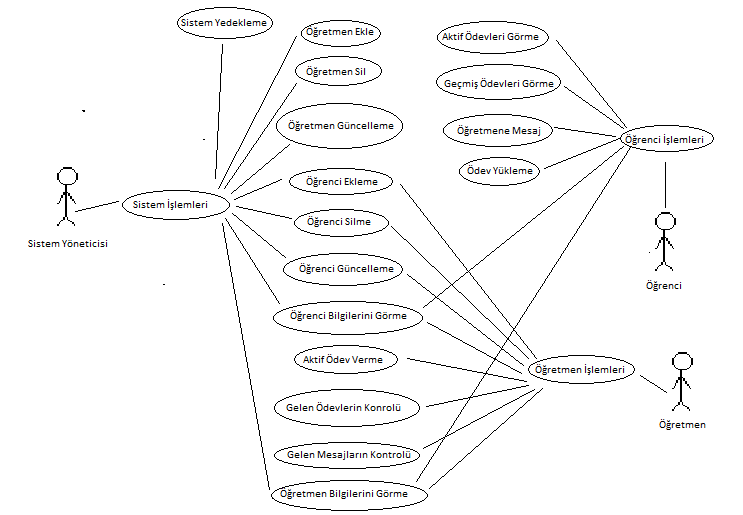 Sistem Yedekleme
Öğretmen Ekle
Öğretmen Sil
Öğretmen Güncelleme
Öğrenci Ekleme
Sistem İşlemleri
Öğrenci Silme
Sistem Yöneticisi
Öğrenci Güncelleme
Öğrenci Bilgilerini Görme
Aktif Ödev Verme
Gelen Ödevlerin Konrolü
Gelen Mesajların Kontrolü
Öğretmen Bilgilerini Görme
Aktif Ödevleri Görme
Geçmiş Ödevleri Görme
Öğretmene Mesaj
Öğrenci İşlemleri
Ödev Yükleme
Öğrenci
Öğretmen İşlemleri
Öğretmen